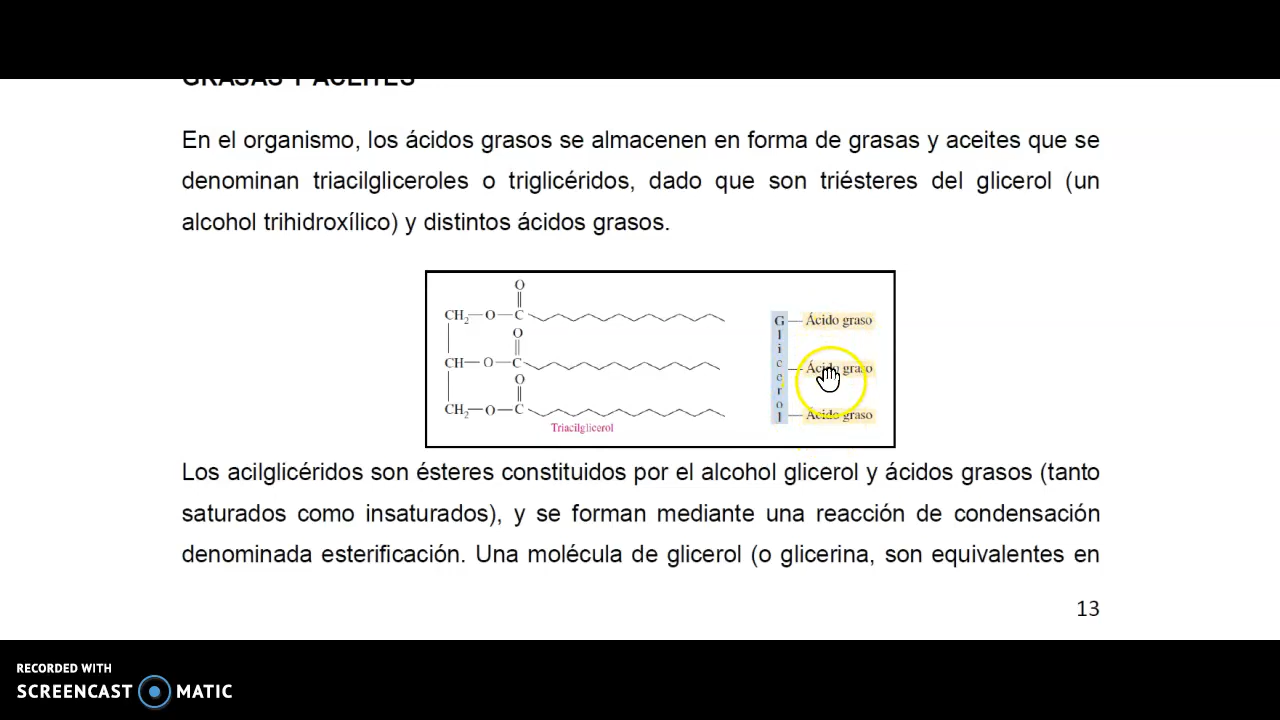 GRASAS Y ACEITES
En el organismo, los ácidos grasos se almacenen en forma de grasas y aceites que se
denominan triacilgliceroles o triglicéridos, dado que son triésteres del glicerol (un
alcohol trihidroxílico) y distintos ácidos grasos.
O
CH2—O—C
O
CH—O—C
O
CH2—O—C
Triacilglicerol
Glicerol
Ácido graso
Ácido graso
Ácido graso
Los acilglicéridos son ésteres constituidos por el alcohol glicerol y ácidos grasos (tanto
saturados como insaturados), y se forman mediante una reacción de condensación
denominada esterificación. Una molécula de glicerol (o glicerina, son equivalentes en
13
RECORDED WITH
SCREENCAST MATIC